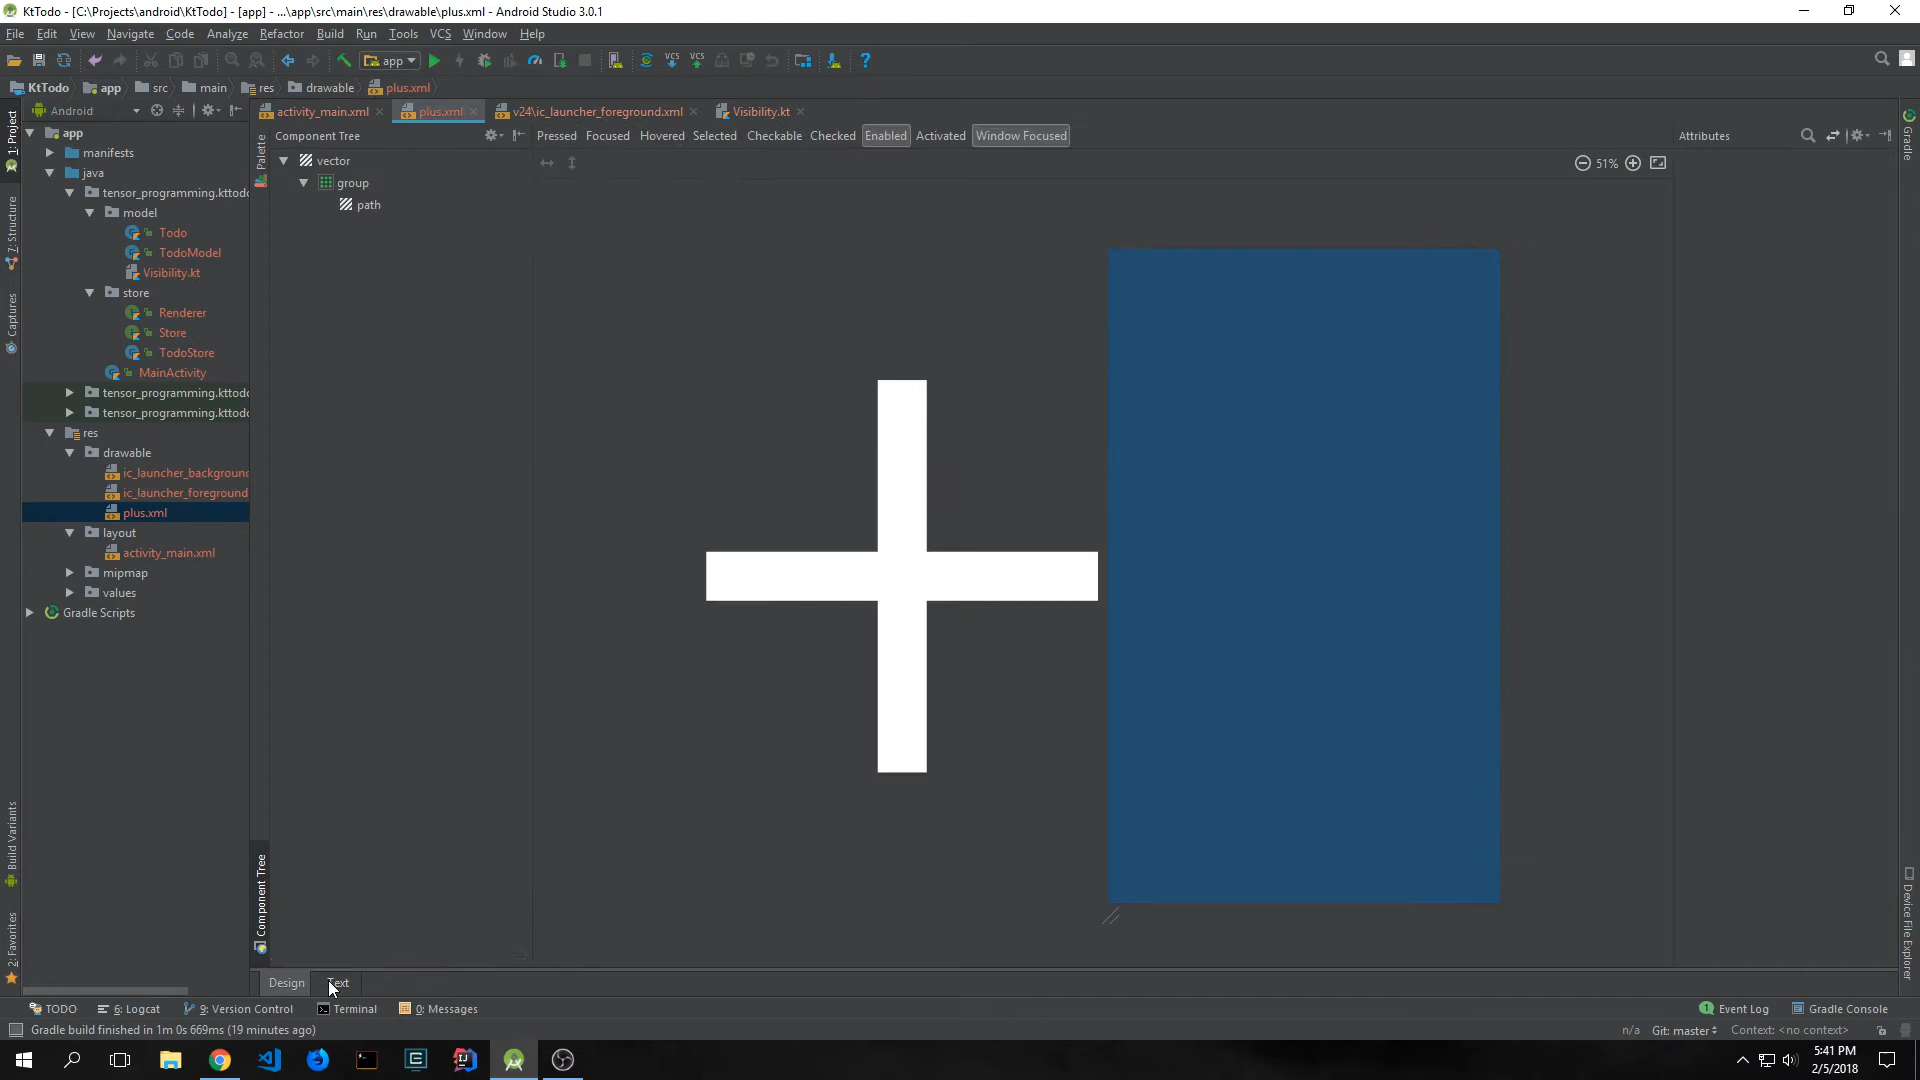 KtTodo - [C:\Projects\android\KtTodo] - [app] - ...\app\src\main\res\drawable\plus.xml - Android Studio 3.0.1
File Edit View Navigate Code Analyze Refactor Build Run Tools VCS Window Help
app VCS VCS ?
KtTodo app src main res drawable plus.xml
Android activity_main.xml plus.xml v24\ic_launcher_foreground.xml Visibility.kt
Component Tree Pressed Focused Hovered Selected Checkable Checked Enabled Activated Window Focused Attributes
51%
1: Project
7: Structure
Captures
Build Variants
2: Favorites
app
manifests
java
tensor_programming.kttodo
model
Todo
TodoModel
Visibility.kt
store
Renderer
Store
TodoStore
MainActivity
tensor_programming.kttodo
tensor_programming.kttodo
res
drawable
ic_launcher_background
ic_launcher_foreground
plus.xml
layout
activity_main.xml
mipmap
values
Gradle Scripts
Palette
Component Tree
vector
group
path
Gradle
Device File Explorer
Design Text
TODO 6: Logcat 9: Version Control Terminal 0: Messages 1 Event Log Gradle Console
Gradle build finished in 1m 0s 669ms (19 minutes ago) n/a Git: master Context: <no context>
5:41 PM
2/5/2018